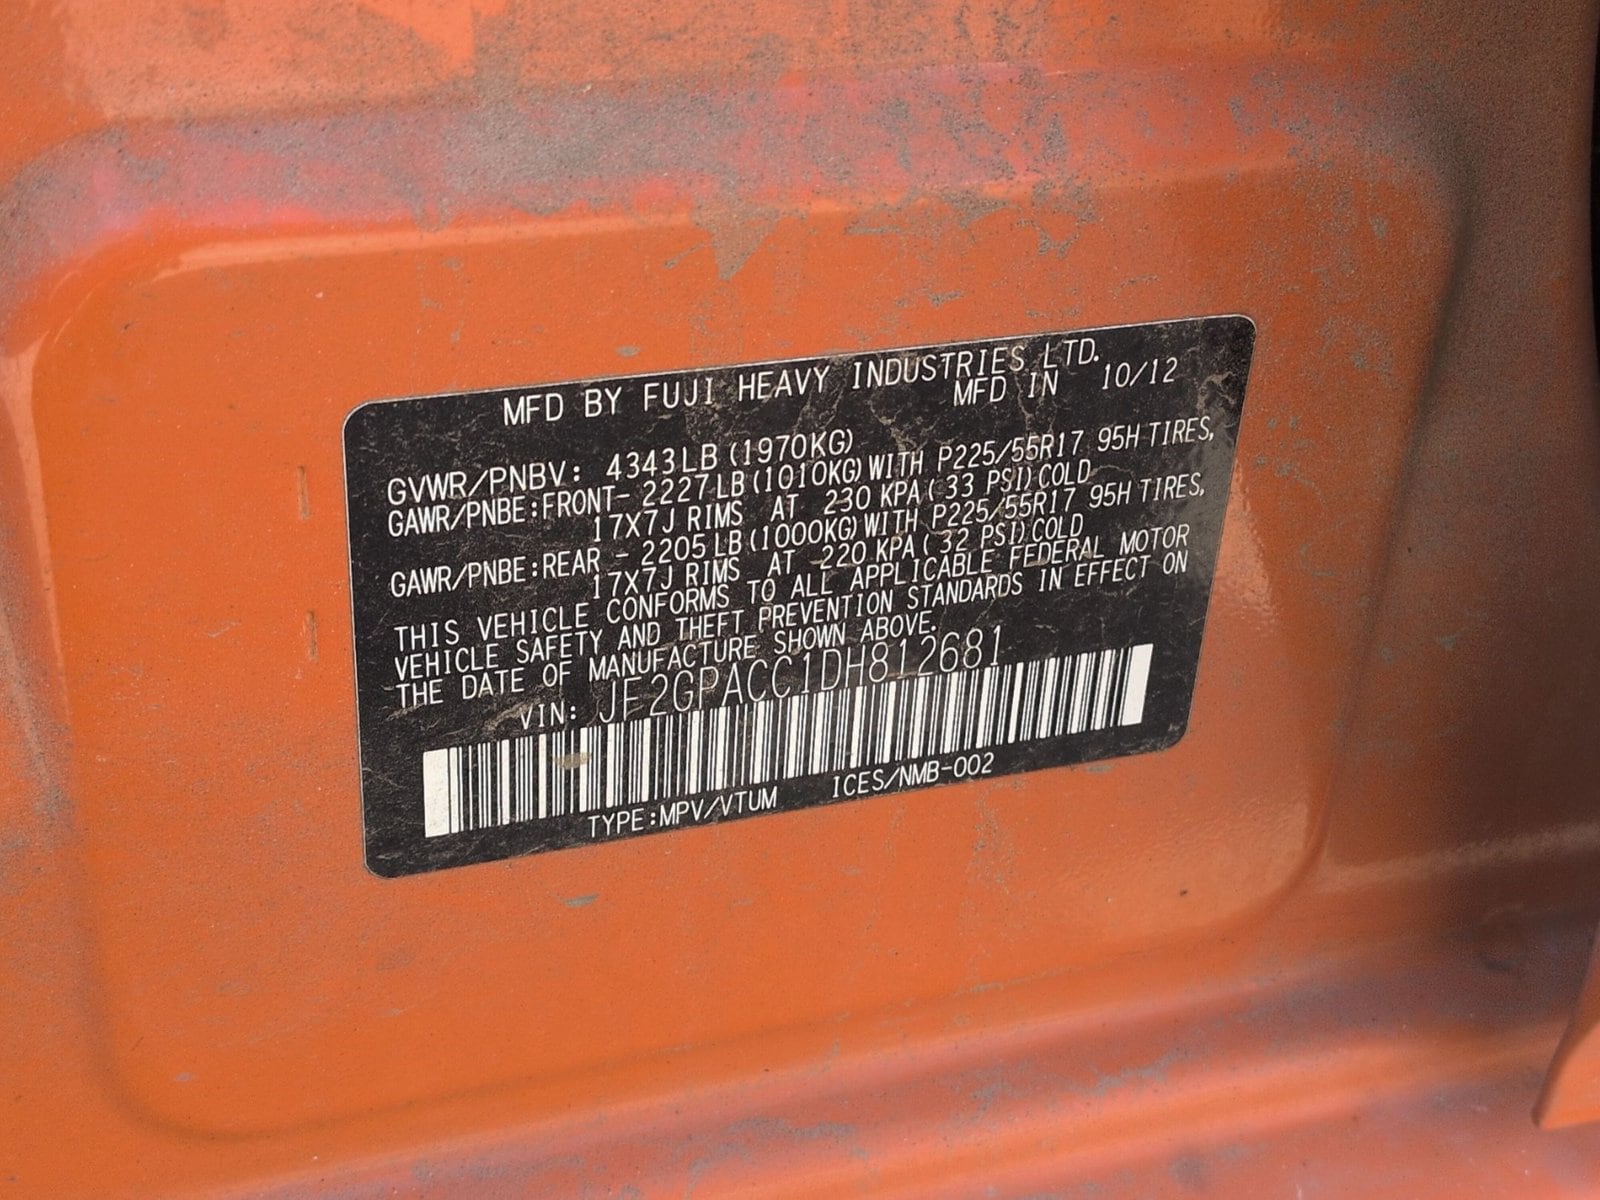 MFD BY FUJI HEAVY INDUSTRIES LTD.
MFD IN 10/12
GVWR/PNBV: 4343LB(1970KG)
GAWR/PNBE:FRONT- 2227LB(1010KG)WITH P225/55R17 95H TIRES,
17X7J RIMS AT 230 KPA( 33 PSI)COLD
GAWR/PNBE:REAR - 2205LB(1000KG)WITH P225/55R17 95H TIRES,
17X7J RIMS AT 220 KPA( 32 PSI)COLD
THIS VEHICLE CONFORMS TO ALL APPLICABLE FEDERAL MOTOR
VEHICLE SAFETY AND THEFT PREVENTION STANDARDS IN EFFECT ON
THE DATE OF MANUFACTURE SHOWN ABOVE.
VIN: JF2GPACC1DH812681
TYPE:MPV/VTUM ICES/NMB-002